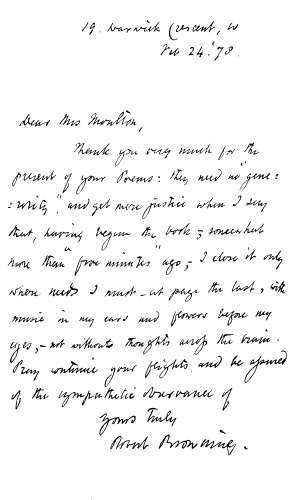 19. Warwick Crescent, W
Feb 24. '78.
Dear Mrs Moulton,
Thank you very much for the
present of your Poems: they need no "gene=
=rosity", and get mere justice when I say
that, having begun the book,- somewhat
more than "five minutes" ago,- I close it only
where needs I must - at page the last, with
music in my ears and flowers before my
eyes,- not without thoughts across the brain.
Pray continue your flights, and be assured
of the sympathetic observance of
Yours truly
Robert Browning.